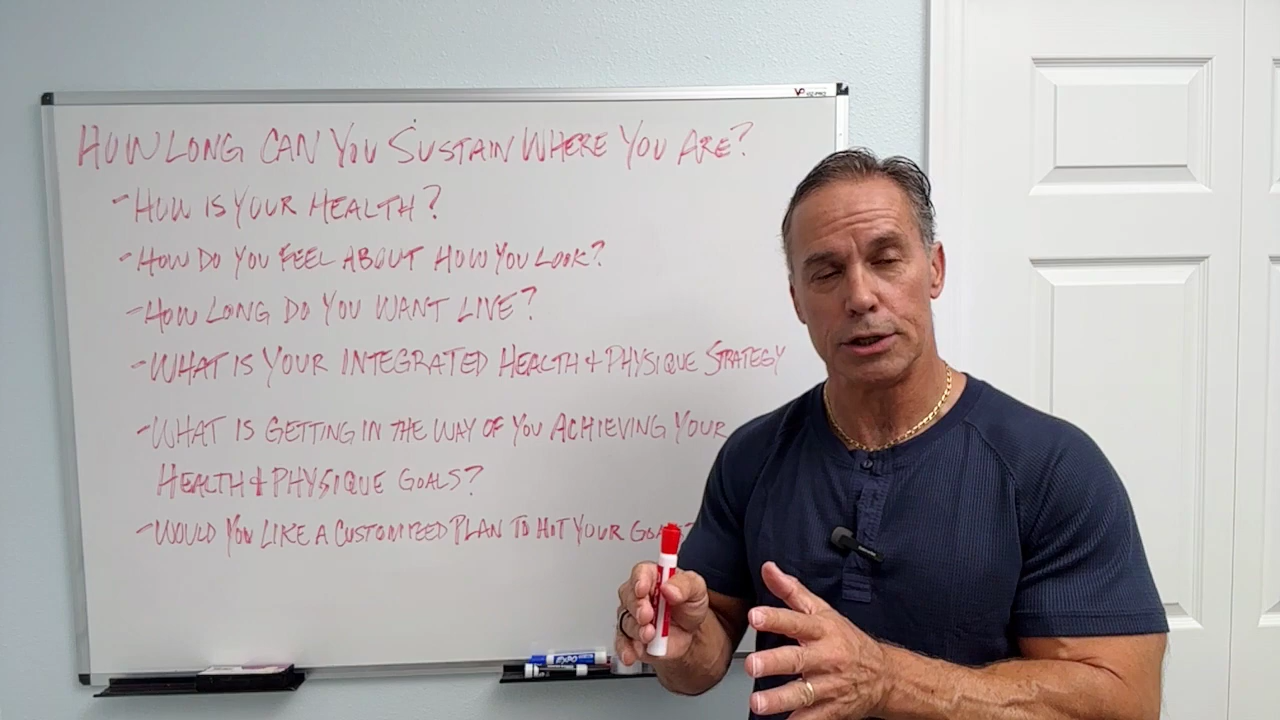 HOW LONG CAN YOU SUSTAIN WHERE YOU ARE?
- HOW IS YOUR HEALTH?
- HOW DO YOU FEEL ABOUT HOW YOU LOOK?
- HOW LONG DO YOU WANT LIVE?
- WHAT IS YOUR INTEGRATED HEALTH & PHYSIQUE STRATEGY
- WHAT IS GETTING IN THE WAY OF YOU ACHIEVING YOUR
HEALTH & PHYSIQUE GOALS?
- WOULD YOU LIKE A CUSTOMIZED PLAN TO HIT YOUR
EXPO